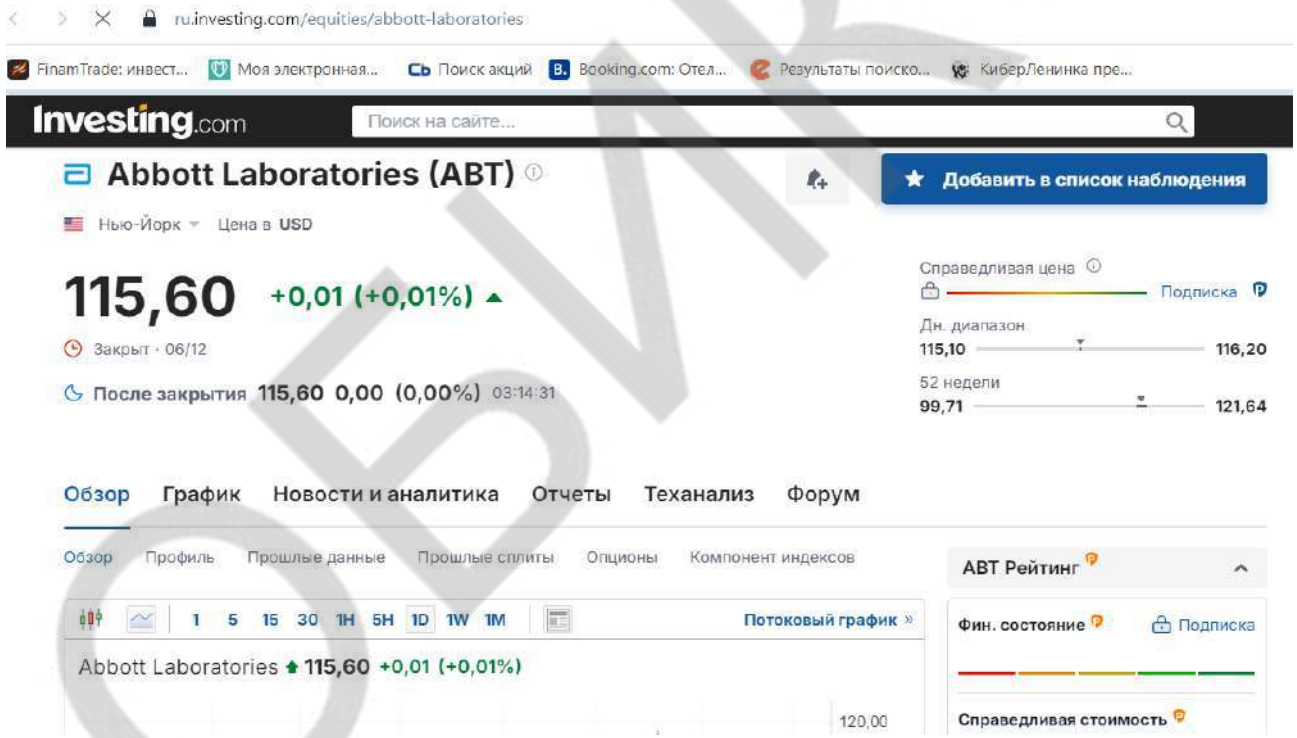 ru.investing.com/equities/abbott-laboratories
FinamTrade: инвест... Моя электронная... Сb Поиск акций B. Booking.com: Отел... Результаты поиско... КиберЛенинка пре...
Investing.com Поиск на сайте...
Abbott Laboratories (ABT) Добавить в список наблюдения
Нью-Йорк Цена в USD
115,60 +0,01 (+0,01%)
Справедливая цена
Подписка
Закрыт · 06/12
Дн. диапазон
115,10 116,20
После закрытия 115,60 0,00 (0,00%) 03:14:31
52 недели
99,71 121,64
Обзор График Новости и аналитика Отчеты Теханализ Форум
Обзор Профиль Прошлые данные Прошлые сплиты Опционы Компонент индексов
ABT Рейтинг
1 5 15 30 1H 5H 1D 1W 1M Потоковый график »
Фин. состояние Подписка
Abbott Laboratories 115,60 +0,01 (+0,01%)
120,00
Справедливая стоимость
ОБИК